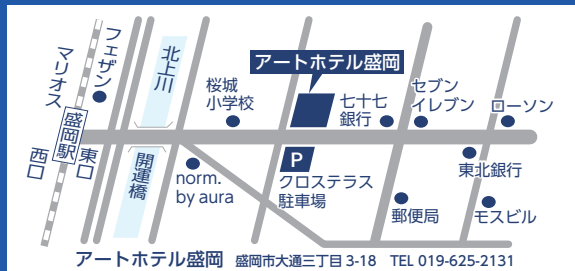 マリオス
フェザン
盛岡駅
西口
東口
北上川
開運橋
桜城
小学校
norm.
by aura
アートホテル盛岡
P
クロステラス
駐車場
七十七
銀行
セブン
イレブン
ローソン
東北銀行
郵便局
モスビル
アートホテル盛岡 盛岡市大通三丁目3-18 TEL 019-625-2131